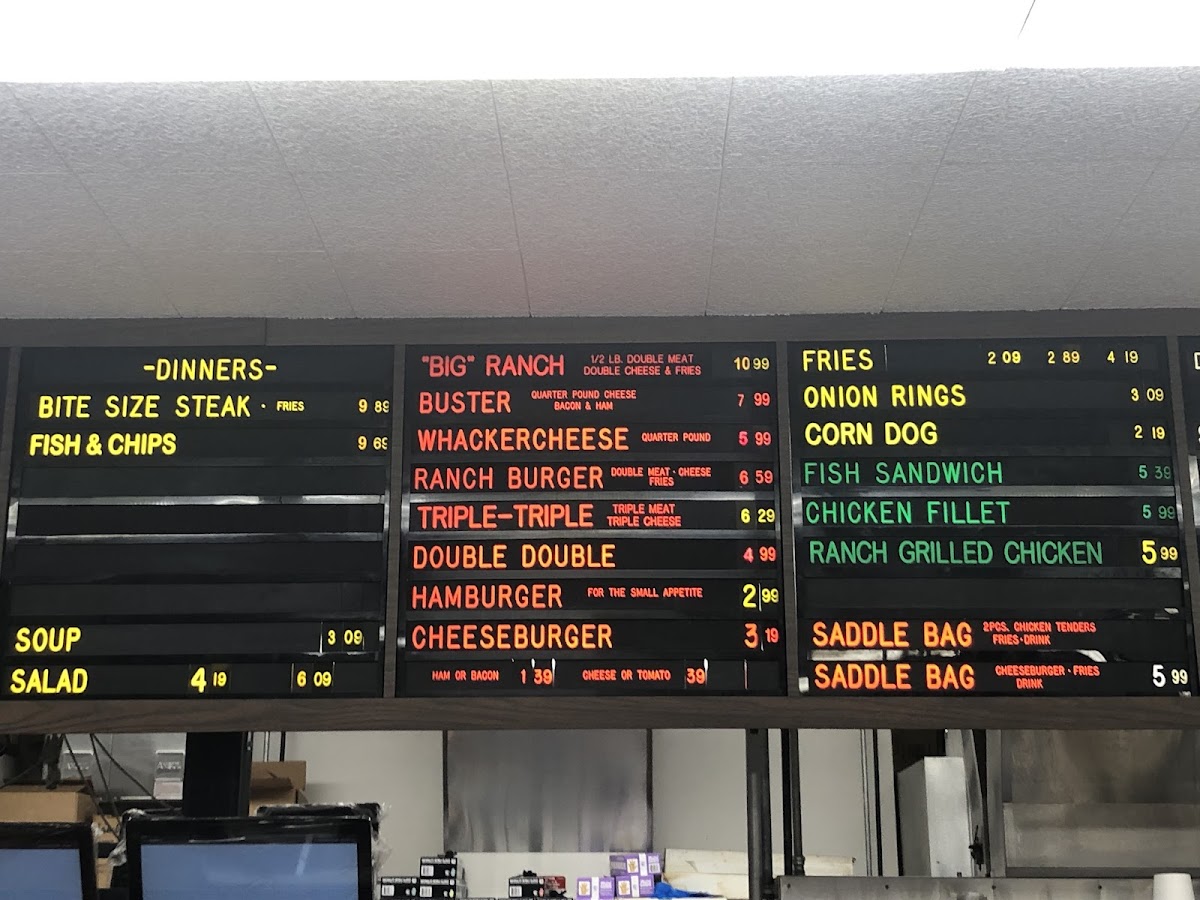 -DINNERS-
BITE SIZE STEAK · FRIES 9 89
FISH & CHIPS 9 69
SOUP 3 09
SALAD 4 19 6 09
"BIG" RANCH 1/2 LB. DOUBLE MEAT 10 99
DOUBLE CHEESE & FRIES
BUSTER QUARTER POUND CHEESE 7 99
BACON & HAM
WHACKERCHEESE QUARTER POUND 5 99
RANCH BURGER DOUBLE MEAT · CHEESE 6 59
FRIES
TRIPLE-TRIPLE TRIPLE MEAT 6 29
TRIPLE CHEESE
DOUBLE DOUBLE 4 99
HAMBURGER FOR THE SMALL APPETITE 2 99
CHEESEBURGER 3 19
HAM OR BACON 1 39 CHEESE OR TOMATO 39
FRIES 2 09 2 89 4 19
ONION RINGS 3 09
CORN DOG 2 19
FISH SANDWICH 5 39
CHICKEN FILLET 5 99
RANCH GRILLED CHICKEN 5 99
SADDLE BAG 2PCS. CHICKEN TENDERS
FRIES · DRINK
SADDLE BAG CHEESEBURGER · FRIES 5 99
DRINK